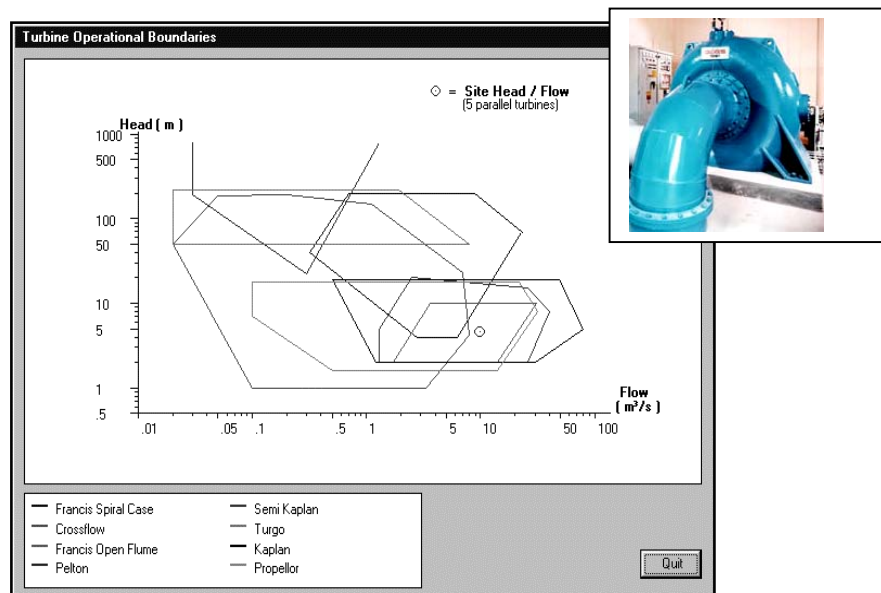 Turbine Operational Boundaries
= Site Head / Flow
(5 parallel turbines)
Head ( m )
1000
500
100
50
10
5
1
.5
.01
.05
.1
.5
1
5
10
50
100
Flow
( m³/s )
Francis Spiral Case
Crossflow
Francis Open Flume
Pelton
Semi Kaplan
Turgo
Kaplan
Propellor
Quit